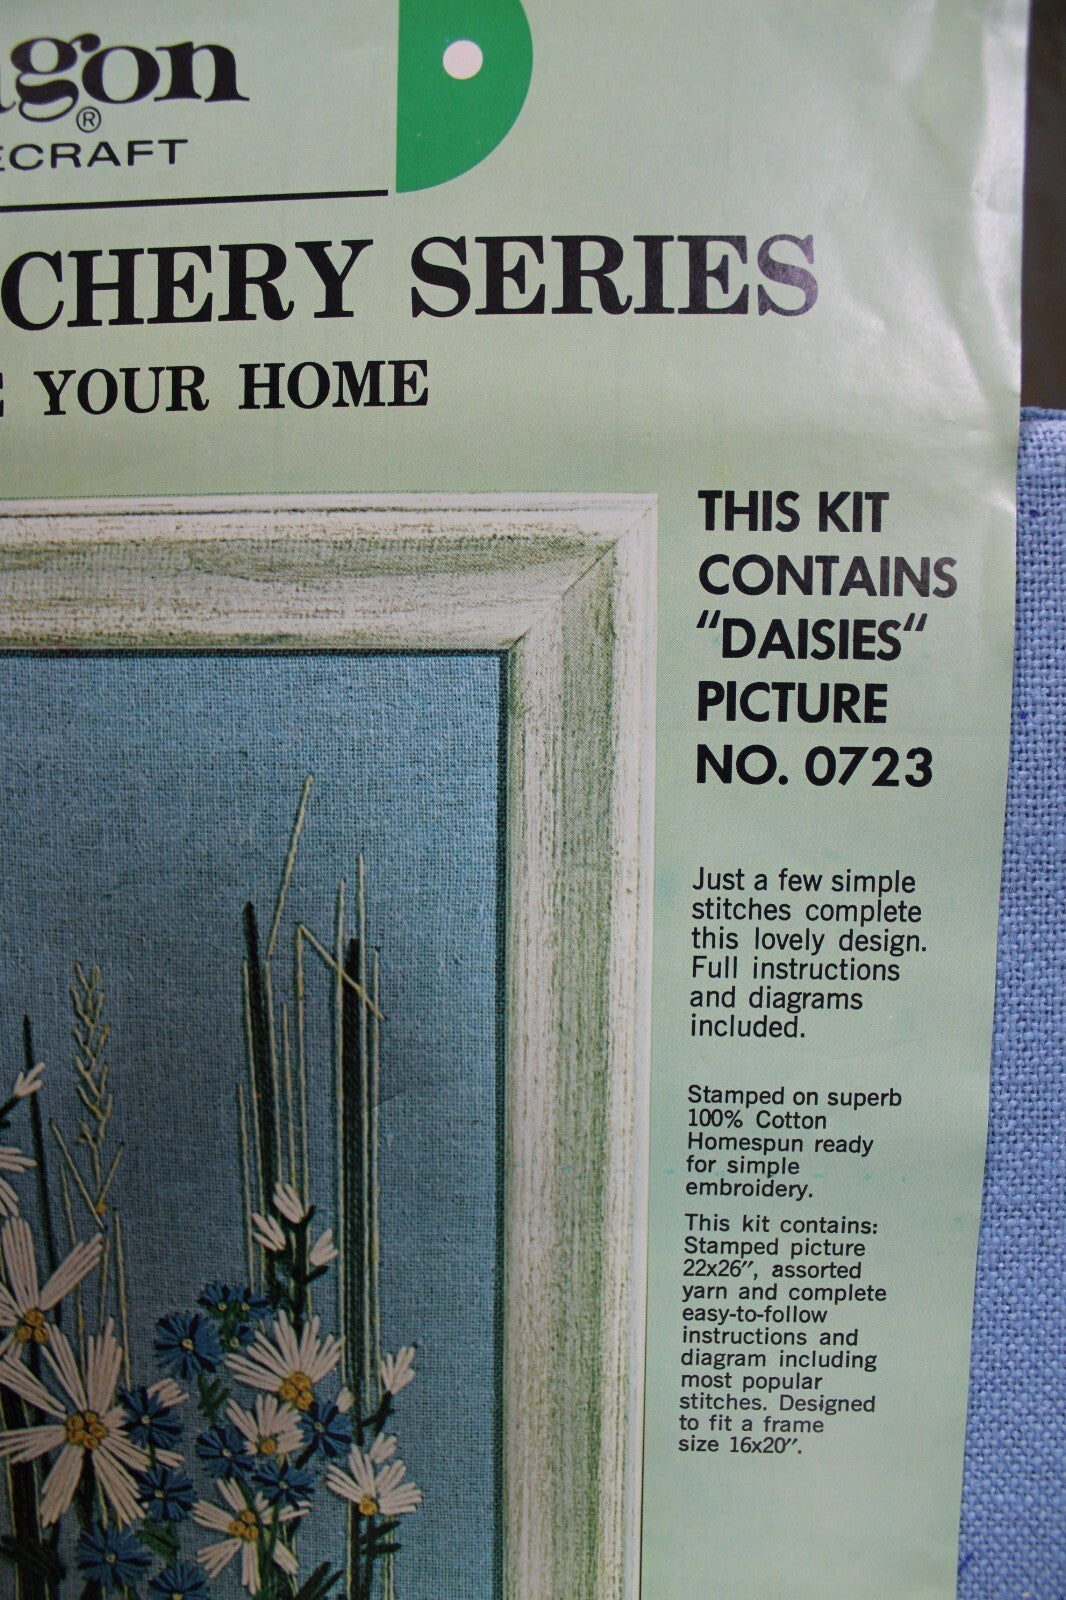 agon
®
ECRAFT
CHERY SERIES
E YOUR HOME
THIS KIT
CONTAINS
“DAISIES“
PICTURE
NO. 0723
Just a few simple
stitches complete
this lovely design.
Full instructions
and diagrams
included.
Stamped on superb
100% Cotton
Homespun ready
for simple
embroidery.
This kit contains:
Stamped picture
22x26″, assorted
yarn and complete
easy-to-follow
instructions and
diagram including
most popular
stitches. Designed
to fit a frame
size 16x20″.